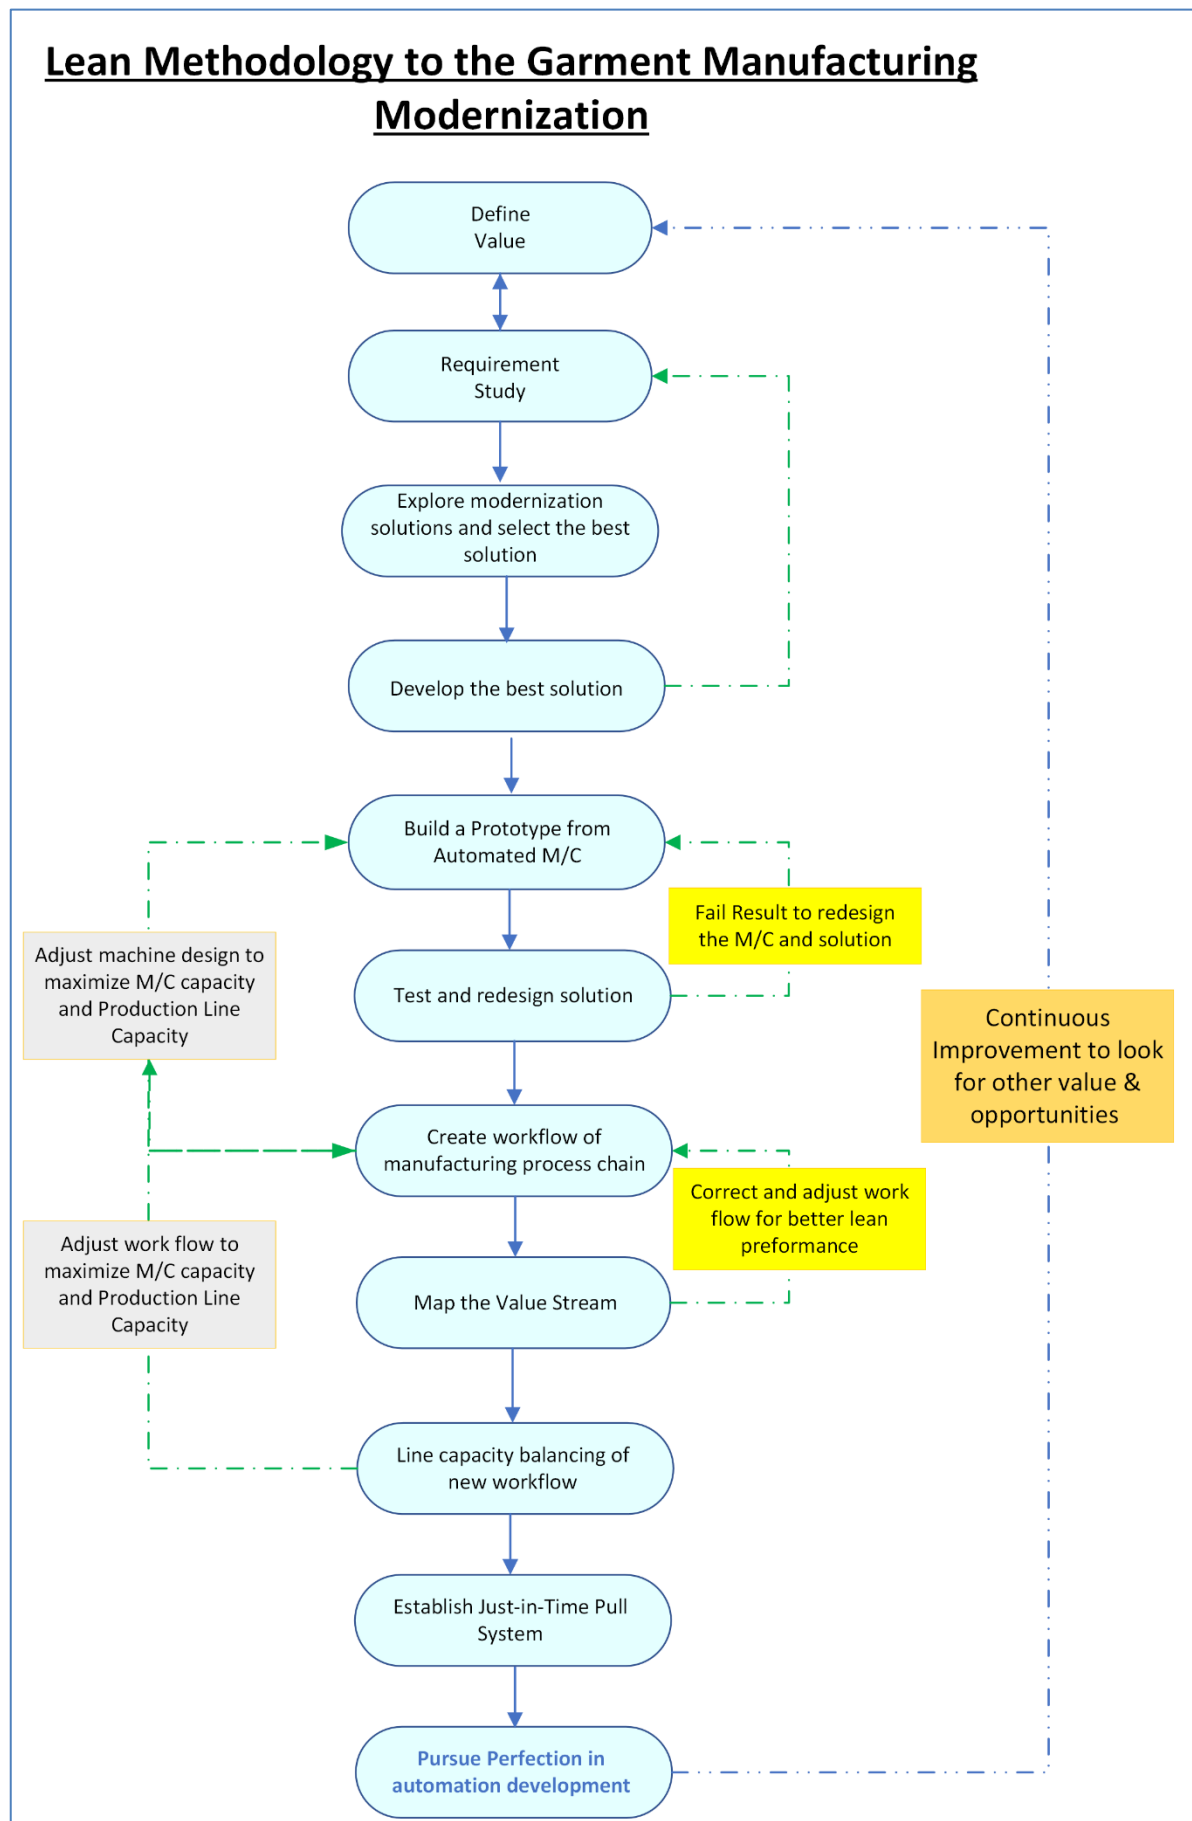 Lean Methodology to the Garment Manufacturing
Modernization
Define
Value
Requirement
Study
Explore modernization
solutions and select the best
solution
Develop the best solution
Build a Prototype from
Automated M/C
Fail Result to redesign
the M/C and solution
Adjust machine design to
maximize M/C capacity
and Production Line
Capacity
Test and redesign solution
Continuous
Improvement to look
for other value &
opportunities
Create workflow of
manufacturing process chain
Correct and adjust work
flow for better lean
preformance
Adjust work flow to
maximize M/C capacity
and Production Line
Capacity
Map the Value Stream
Line capacity balancing of
new workflow
Establish Just-in-Time Pull
System
Pursue Perfection in
automation development